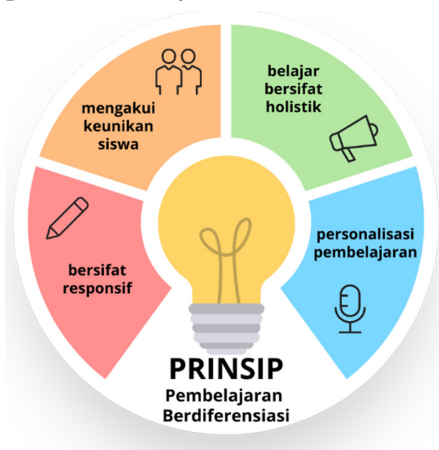 mengakui
keunikan
siswa
belajar
bersifat
holistik
bersifat
responsif
personalisasi
pembelajaran
PRINSIP
Pembelajaran
Berdiferensiasi